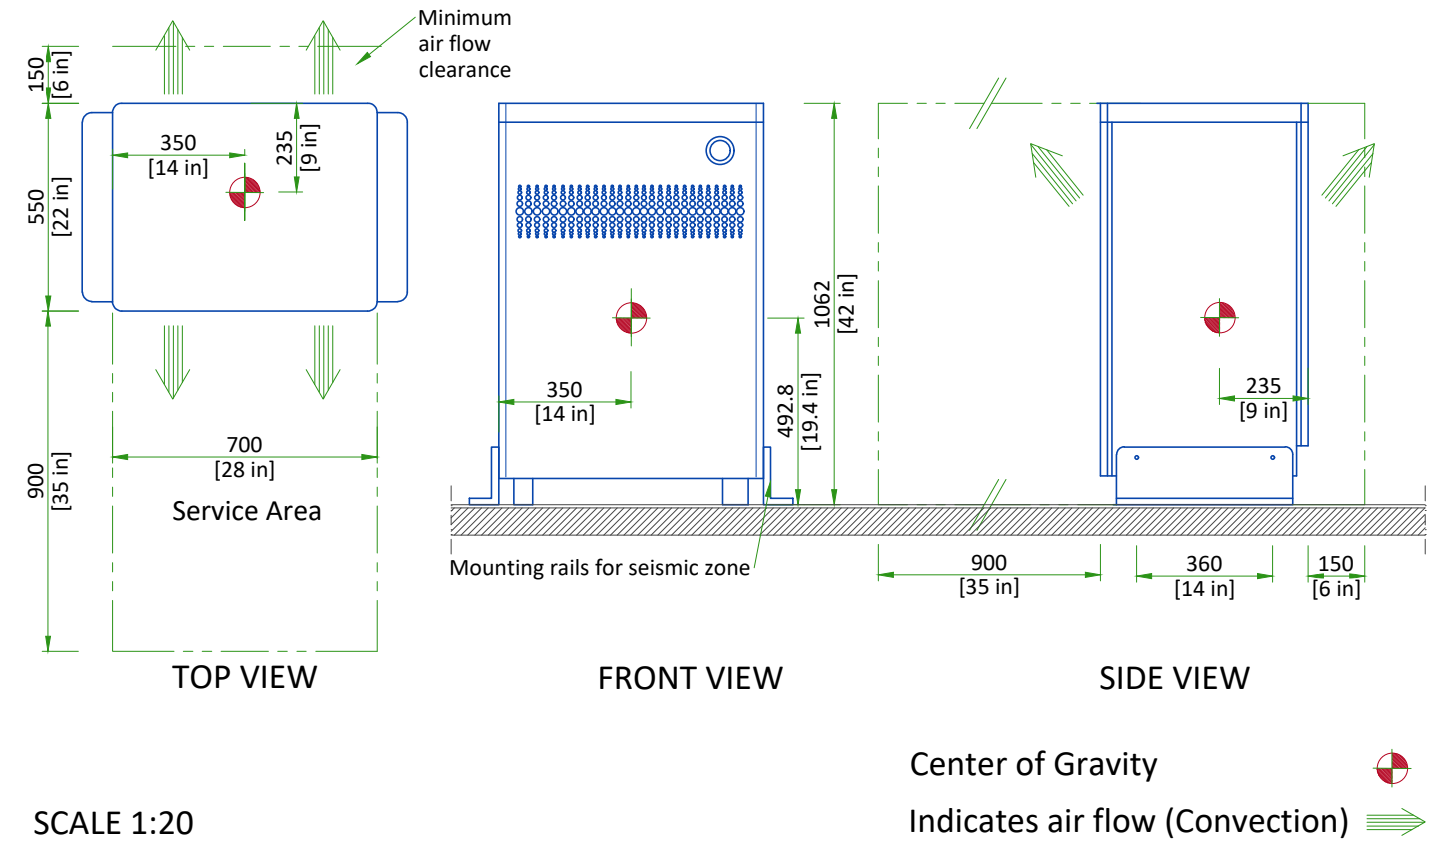 Minimum
air flow
clearance
150
[6 in]
350
[14 in]
235
[9 in]
550
[22 in]
900
[35 in]
700
[28 in]
Service Area
TOP VIEW
350
[14 in]
492.8
[19.4 in]
1062
[42 in]
Mounting rails for seismic zone
FRONT VIEW
235
[9 in]
900
[35 in]
360
[14 in]
150
[6 in]
SIDE VIEW
Center of Gravity
Indicates air flow (Convection)
SCALE 1:20